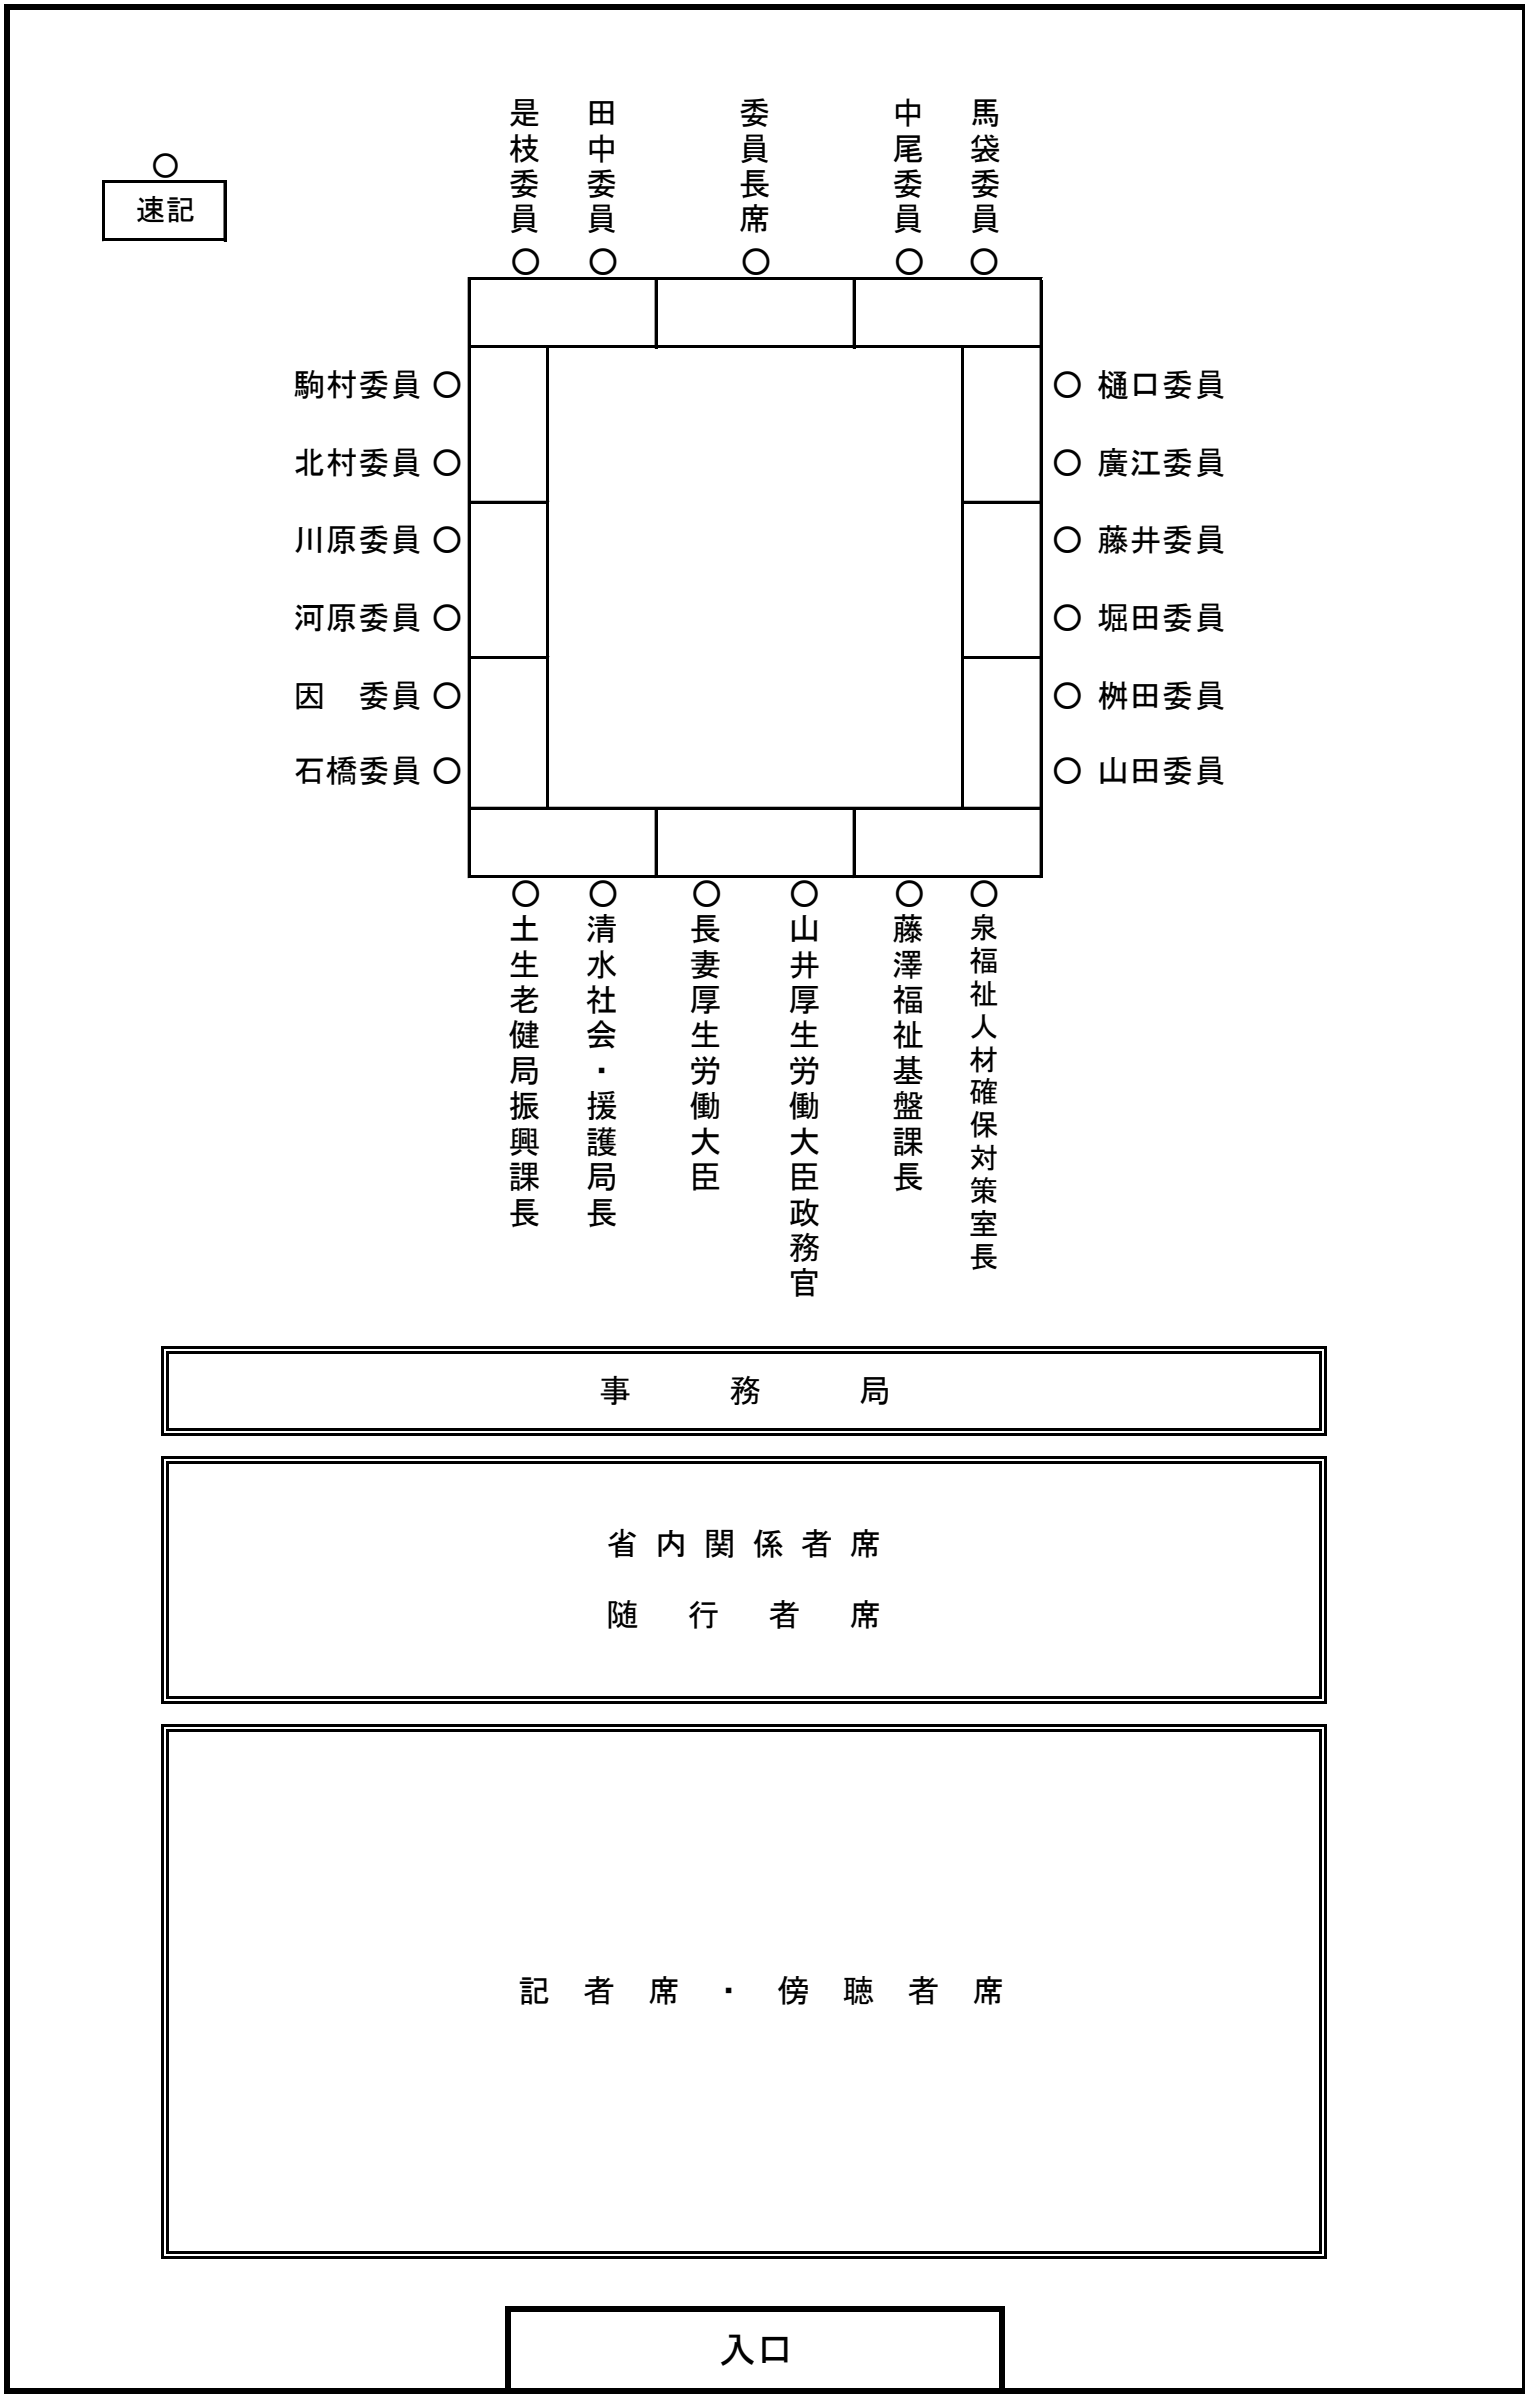 是枝委員
田中委員
委員長席
中尾委員
馬袋委員
速記
駒村委員
樋口委員
北村委員
廣江委員
川原委員
藤井委員
河原委員
堀田委員
因　委員
桝田委員
石橋委員
山田委員
土生老健局振興課長
清水社会・援護局長
長妻厚生労働大臣
山井厚生労働大臣政務官
藤澤福祉基盤課長
泉福祉人材確保対策室長
事務局
省内関係者席
随行者席
記者席・傍聴者席
入口